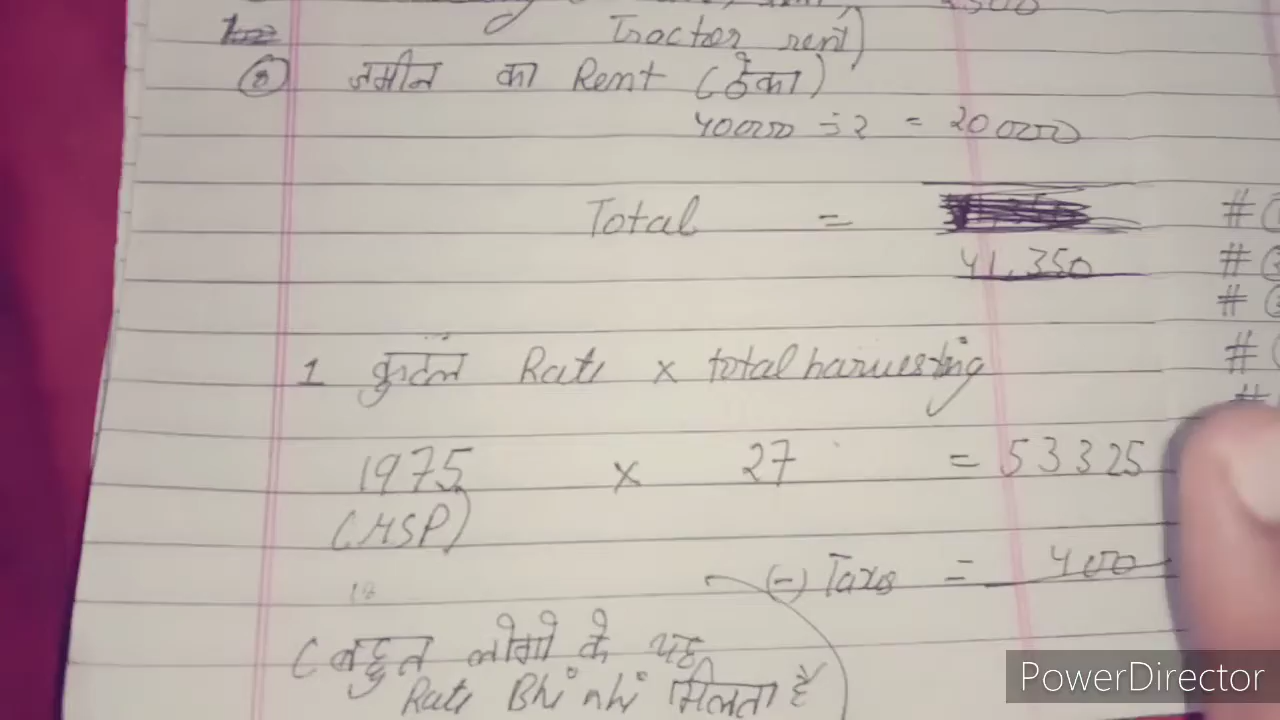 Tractor rent)
⑧ जमीन का Rent (ठेका)
40000 ÷ 2 = 20000
Total =
41,350
1 कुन्टल Rate × total harvesting
1975 × 27 = 53325
(MSP)
(-) Taxs = 400
(बहुत लोगो के यह
Rate Bhi nhi मिलता है
#
#
#
#
#
PowerDirector